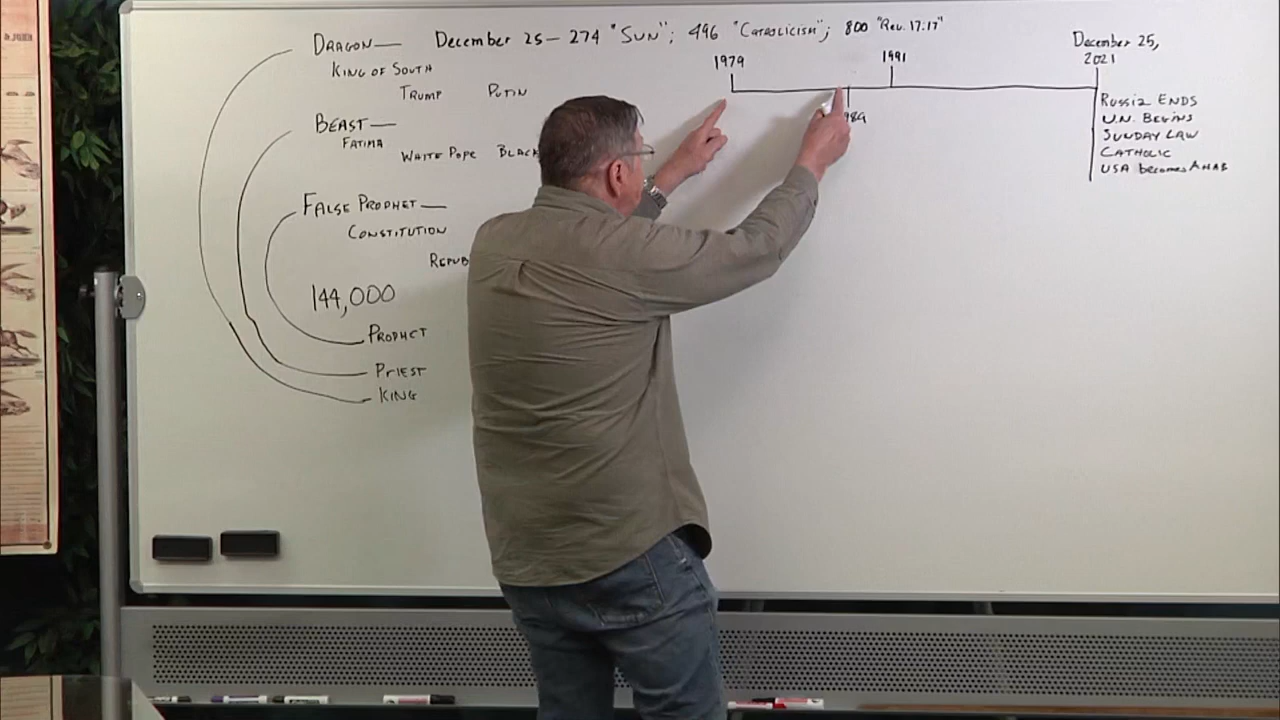 DRAGON— December 25—274 "SUN"; 496 "CATHOLICISM"; 800 "Rev. 17:17"
KING OF SOUTH
TRUMP PUTIN
BEAST—
FATIMA
WHITE POPE BLACK
FALSE PROPHET—
CONSTITUTION
REPUB
144,000
PROPHET
PRIEST
KING
1979
1991
December 25,
2021
RUSSIA ENDS
U.N. BEGINS
SUNDAY LAW
CATHOLIC
USA becomes AHAB